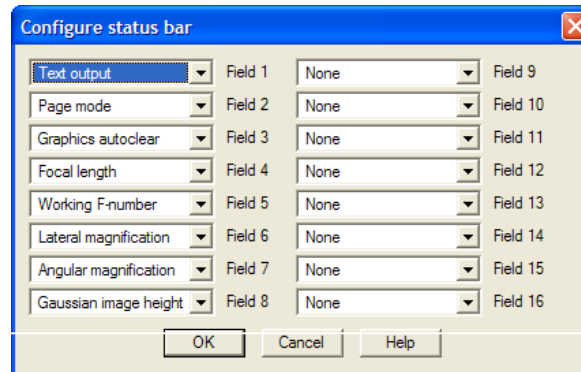 Configure status bar
Text output Field 1 None Field 9
Page mode Field 2 None Field 10
Graphics autoclear Field 3 None Field 11
Focal length Field 4 None Field 12
Working F-number Field 5 None Field 13
Lateral magnification Field 6 None Field 14
Angular magnification Field 7 None Field 15
Gaussian image height Field 8 None Field 16
OK Cancel Help